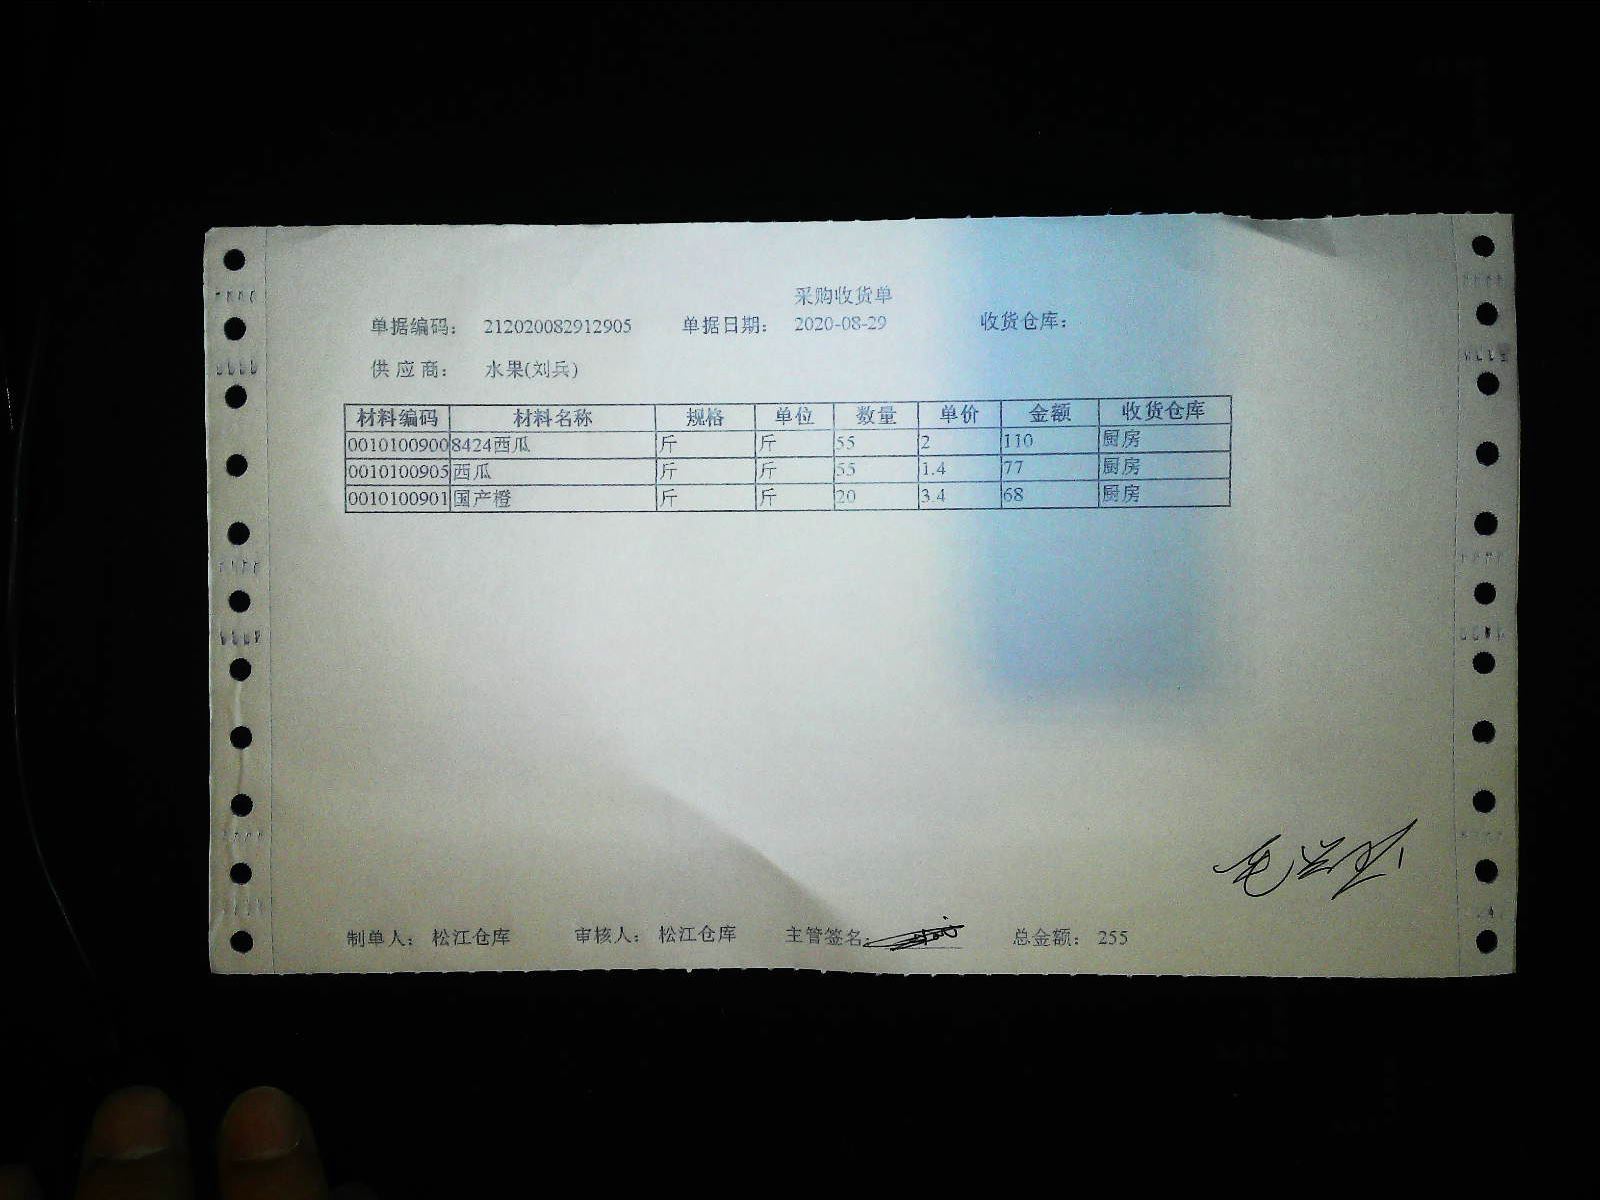 采购收货单
单据编码： 212020082912905 单据日期： 2020-08-29 收货仓库：
供应商： 水果(刘兵)
材料编码 材料名称 规格 单位 数量 单价 金额 收货仓库
0010100900 8424西瓜 斤 斤 55 2 110 厨房
0010100905 西瓜 斤 斤 55 1.4 77 厨房
0010100901 国产橙 斤 斤 20 3.4 68 厨房
制单人： 松江仓库 审核人： 松江仓库 主管签名： 总金额： 255